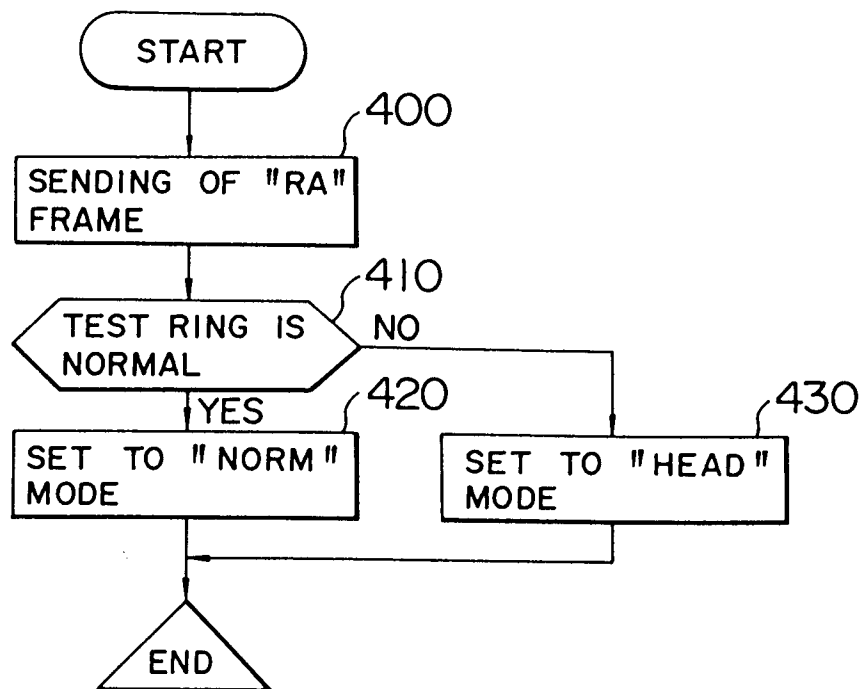 START
400
SENDING OF "RA"
FRAME
410
TEST RING IS
NORMAL
NO
YES
420
SET TO "NORM"
MODE
430
SET TO "HEAD"
MODE
END